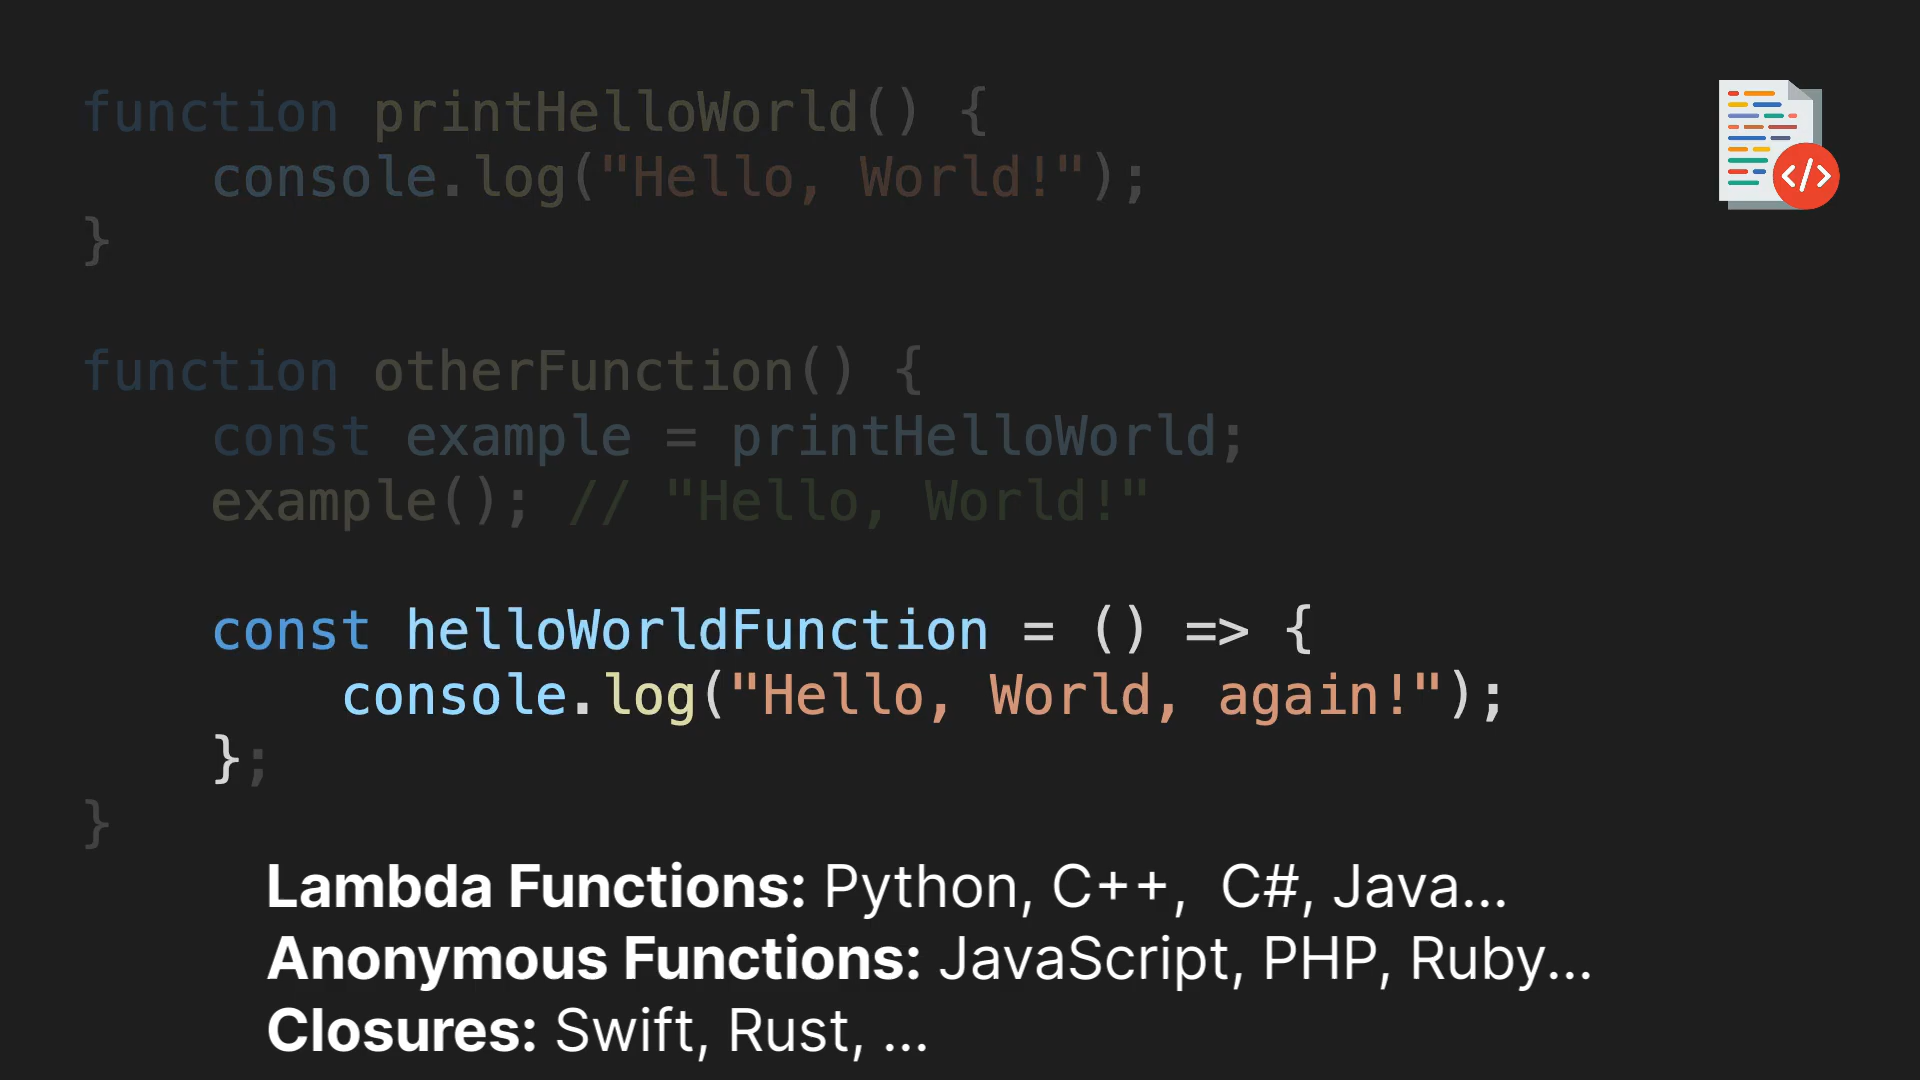 function printHelloWorld() {
    console.log("Hello, World!");
}
function otherFunction() {
    const example = printHelloWorld;
    example(); // "Hello, World!"
    const helloWorldFunction = () => {
        console.log("Hello, World, again!");
    };
}
Lambda Functions: Python, C++,  C#, Java...
Anonymous Functions: JavaScript, PHP, Ruby...
Closures: Swift, Rust, ...